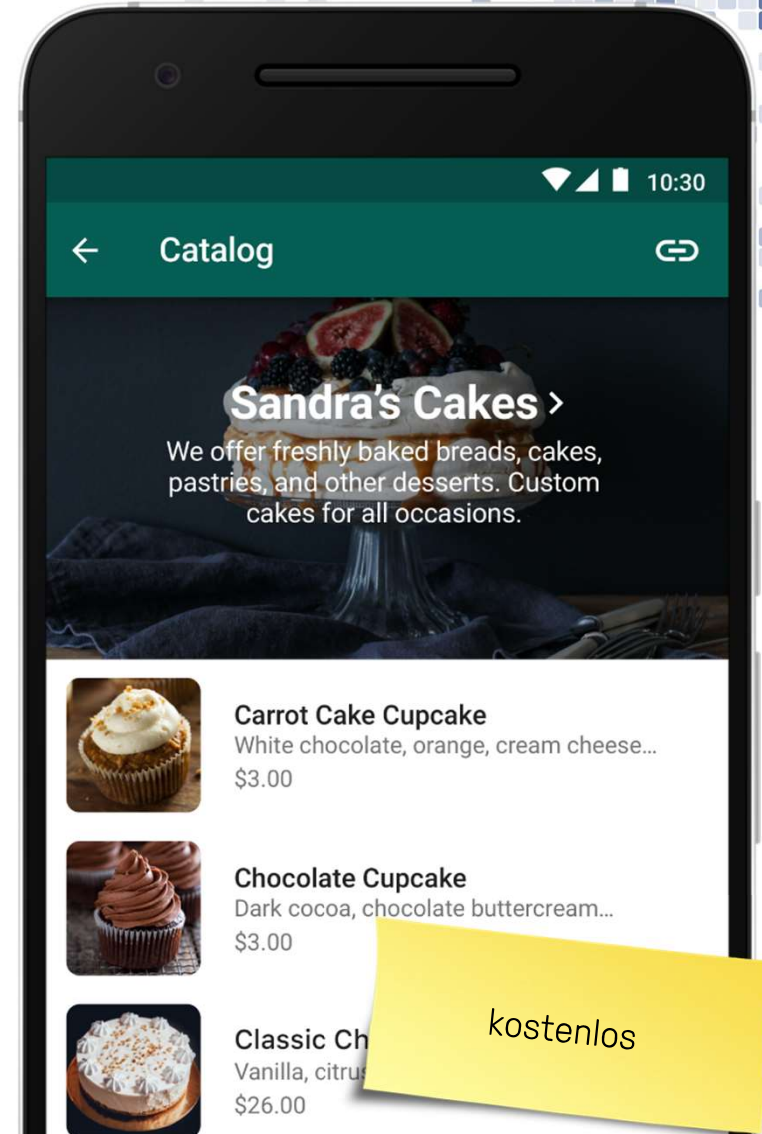 10:30
Catalog
Sandra’s Cakes
We offer freshly baked breads, cakes,
pastries, and other desserts. Custom
cakes for all occasions.
Carrot Cake Cupcake
White chocolate, orange, cream cheese...
$3.00
Chocolate Cupcake
Dark cocoa, chocolate buttercream...
$3.00
Classic
Vanilla,
$26.00
kostenlos